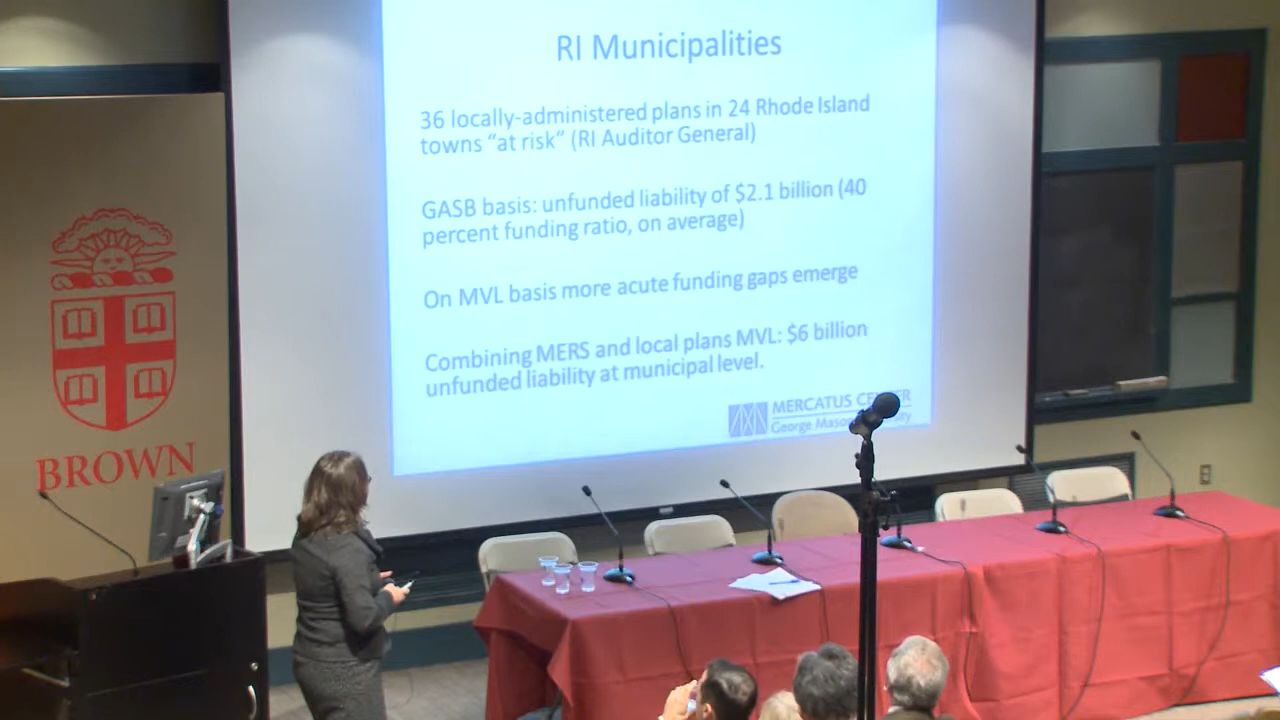 RI Municipalities
36 locally-administered plans in 24 Rhode Island
towns “at risk” (RI Auditor General)
GASB basis: unfunded liability of $2.1 billion (40
percent funding ratio, on average)
On MVL basis more acute funding gaps emerge
Combining MERS and local plans MVL: $6 billion
unfunded liability at municipal level.
MERCATUS
George
BROWN